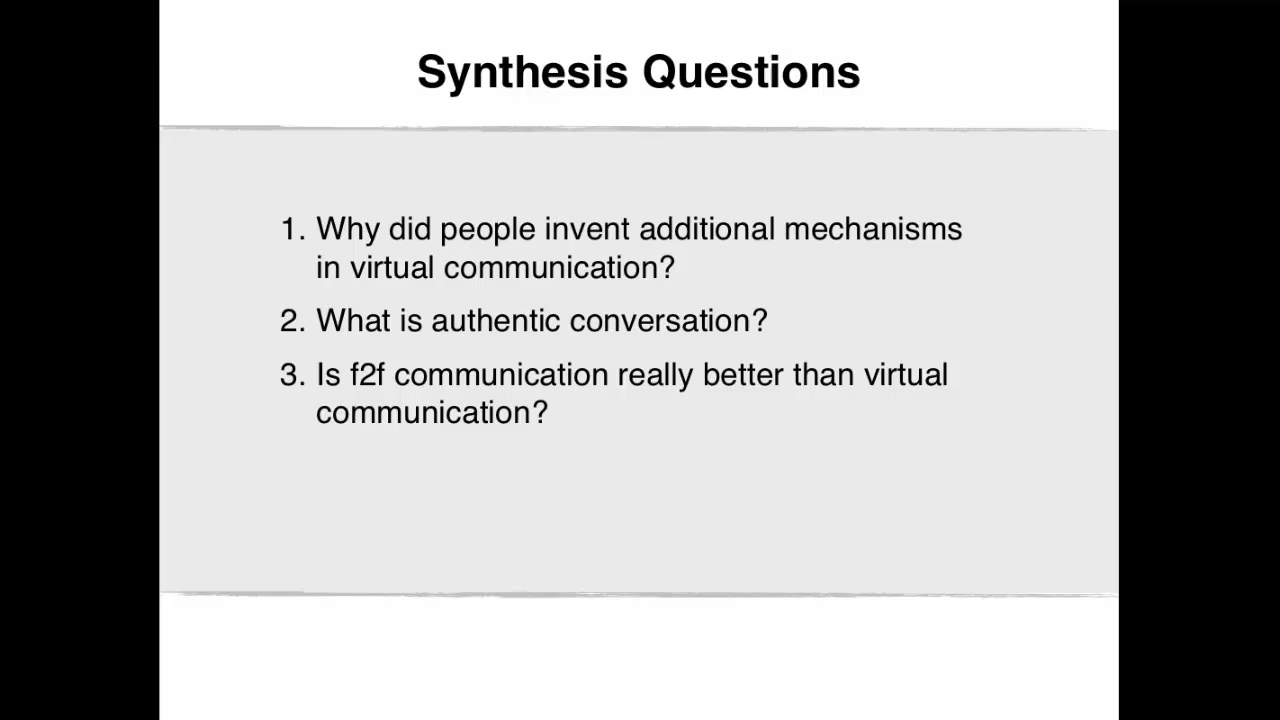 Synthesis Questions
1. Why did people invent additional mechanisms
in virtual communication?
2. What is authentic conversation?
3. Is f2f communication really better than virtual
communication?